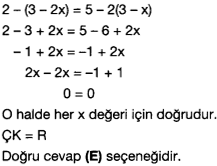 2 – (3 – 2x) = 5 – 2(3 – x)
2 – 3 + 2x = 5 – 6 + 2x
– 1 + 2x = –1 + 2x
2x – 2x = –1 + 1
0 = 0
O halde her x değeri için doğrudur.
ÇK = R
Doğru cevap (E) seçeneğidir.